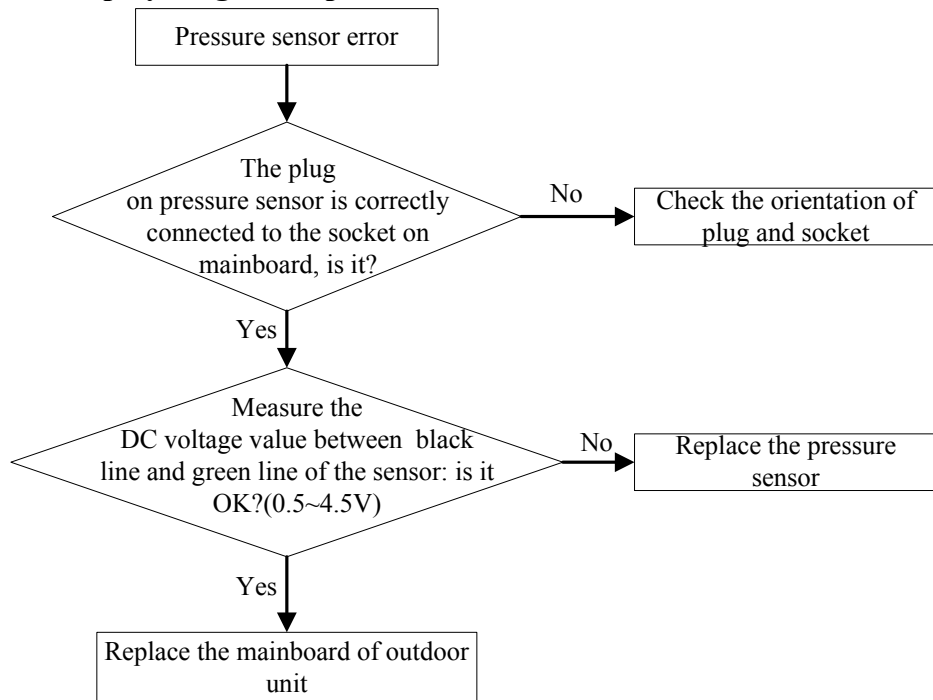 Pressure sensor error
The plug
on pressure sensor is correctly
connected to the socket on
mainboard, is it?
No
Check the orientation of
plug and socket
Yes
Measure the
DC voltage value between black
line and green line of the sensor: is it
OK?(0.5~4.5V)
No
Replace the pressure
sensor
Yes
Replace the mainboard of outdoor
unit